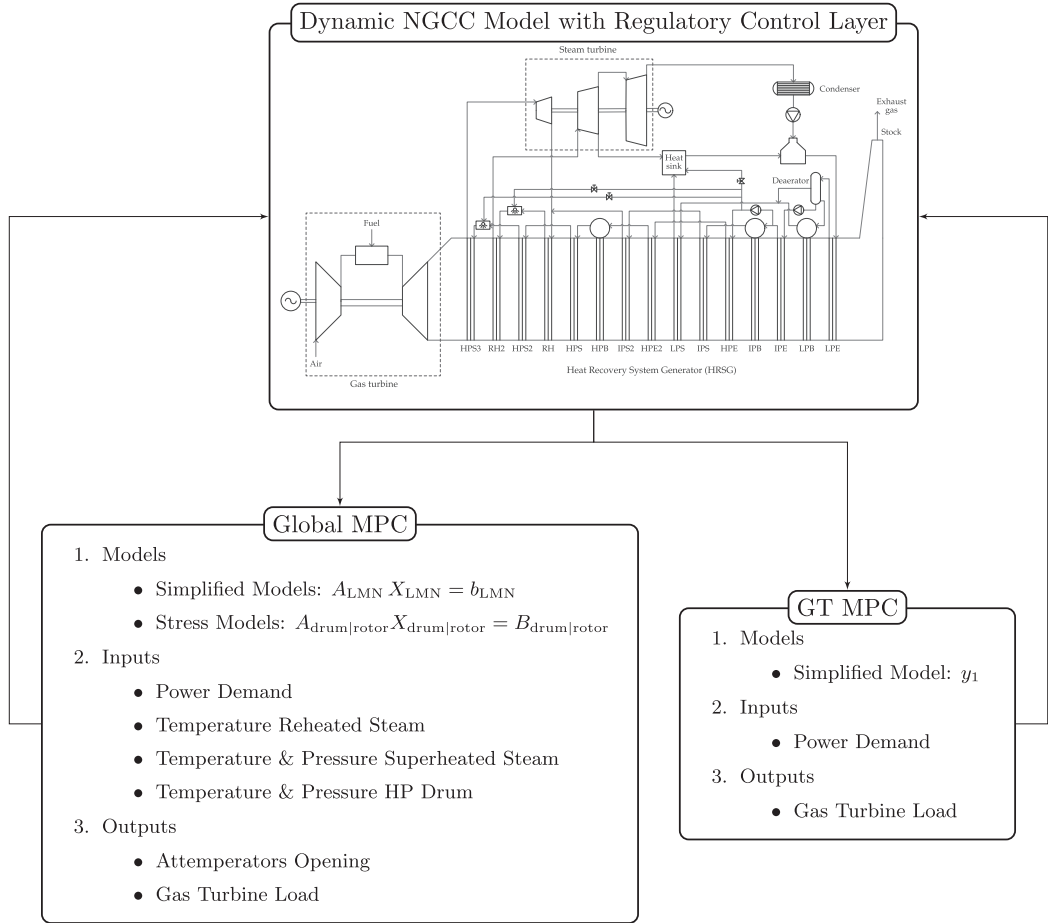 Dynamic NGCC Model with Regulatory Control Layer
Steam turbine
Condenser
Exhaust
gas
Stock
Heat
sink
Deaerator
Fuel
Air
Gas turbine
HPS3 RH2 HPS2 RH HPS HPB IPS2 HPE2 LPS IPS HPE IPB IPE LPB LPE
Heat Recovery System Generator (HRSG)
Global MPC
1. Models
• Simplified Models: A_LMN X_LMN = b_LMN
• Stress Models: A_drum|rotor X_drum|rotor = B_drum|rotor
2. Inputs
• Power Demand
• Temperature Reheated Steam
• Temperature & Pressure Superheated Steam
• Temperature & Pressure HP Drum
3. Outputs
• Attemperators Opening
• Gas Turbine Load
GT MPC
1. Models
• Simplified Model: y₁
2. Inputs
• Power Demand
3. Outputs
• Gas Turbine Load